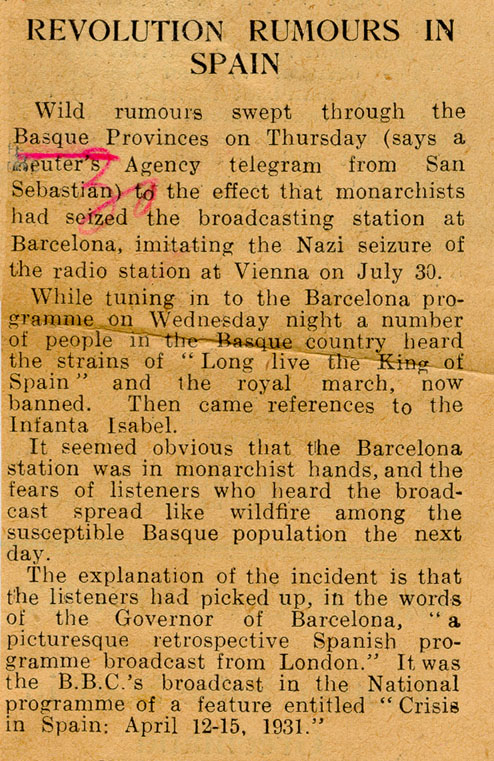 REVOLUTION RUMOURS IN
SPAIN
Wild rumours swept through the
Basque Provinces on Thursday (says a
Reuter's Agency telegram from San
Sebastian) to the effect that monarchists
had seized the broadcasting station at
Barcelona, imitating the Nazi seizure of
the radio station at Vienna on July 30.
While tuning in to the Barcelona pro-
gramme on Wednesday night a number
of people in the Basque country heard
the strains of "Long live the King of
Spain" and the royal march, now
banned. Then came references to the
Infanta Isabel.
It seemed obvious that the Barcelona
station was in monarchist hands, and the
fears of listeners who heard the broad-
cast spread like wildfire among the
susceptible Basque population the next
day.
The explanation of the incident is that
the listeners had picked up, in the words
of the Governor of Barcelona, "a
picturesque retrospective Spanish pro-
gramme broadcast from London." It was
the B.B.C.'s broadcast in the National
programme of a feature entitled "Crisis
in Spain: April 12-15, 1931."